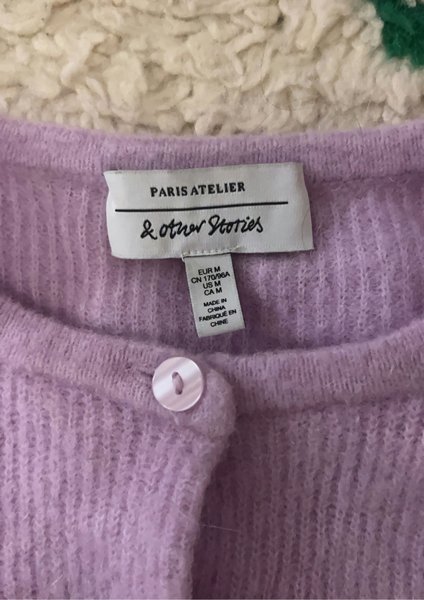 PARIS ATELIER
& other Stories
EUR M
CN 170/96A
US M
CA M
MADE IN
CHINA
FABRIQUÉ EN
CHINE